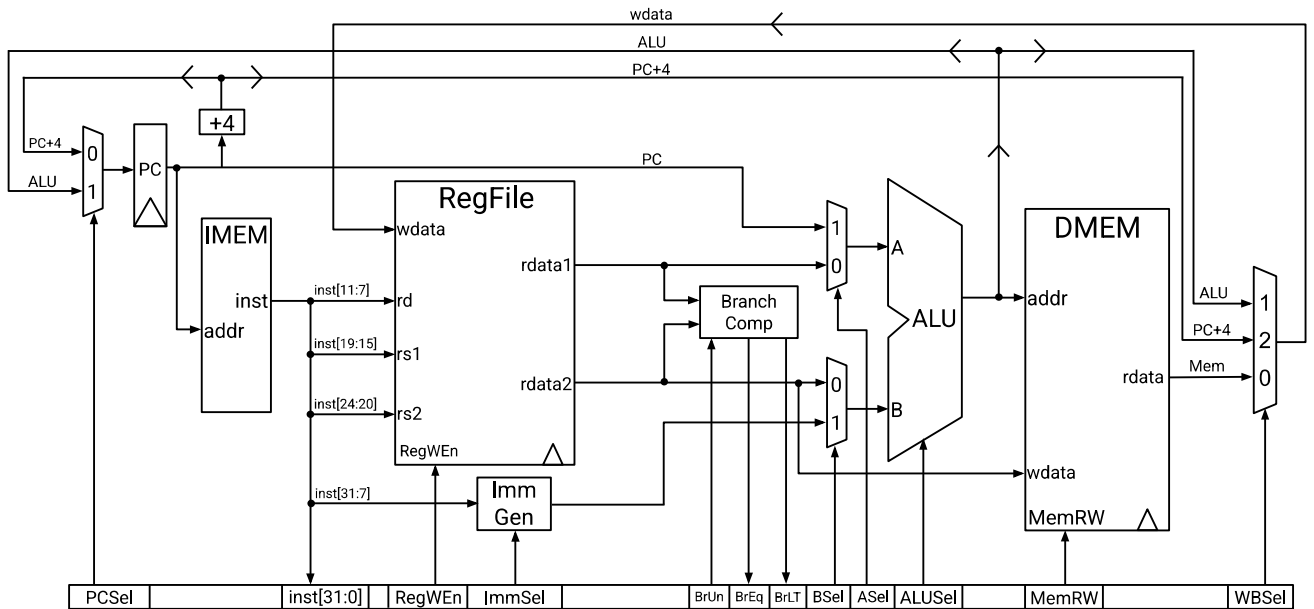 wdata
ALU
PC+4
+4
PC+4
0
PC
PC
ALU
1
RegFile
IMEM
wdata
1
DMEM
rdata1
0
A
inst
inst[11:7]
rd
Branch
Comp
ALU
addr
ALU
1
addr
inst[19:15]
rs1
PC+4
2
rdata2
0
rdata
Mem
0
inst[24:20]
rs2
1
B
RegWEn
wdata
inst[31:7]
Imm
Gen
MemRW
PCSel
inst[31:0]
RegWEn
ImmSel
BrUn
BrEq
BrLT
BSel
ASel
ALUSel
MemRW
WBSel